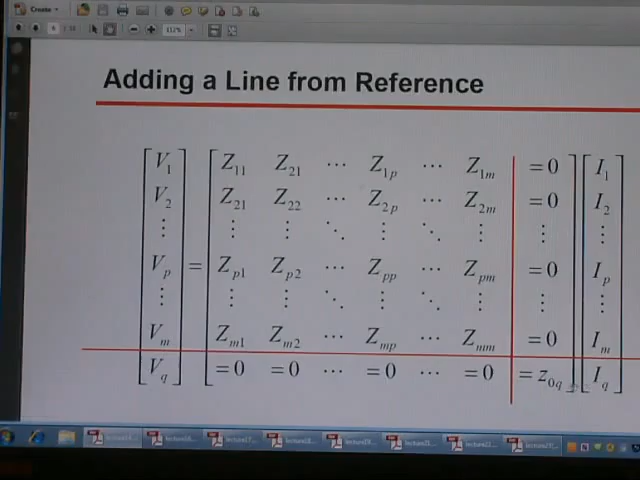 Create
6
112%
Adding a Line from Reference
V1 Z11 Z21 ⋯ Z1p ⋯ Z1m =0 I1
V2 Z21 Z22 ⋯ Z2p ⋯ Z2m =0 I2
⋮ ⋮ ⋮ ⋱ ⋮ ⋱ ⋮ ⋮ ⋮
Vp = Zp1 Zp2 ⋯ Zpp ⋯ Zpm =0 Ip
⋮ ⋮ ⋮ ⋱ ⋮ ⋱ ⋮ ⋮ ⋮
Vm Zm1 Zm2 ⋯ Zmp ⋯ Zmm =0 Im
Vq =0 =0 ⋯ =0 ⋯ =0 =z0q Iq